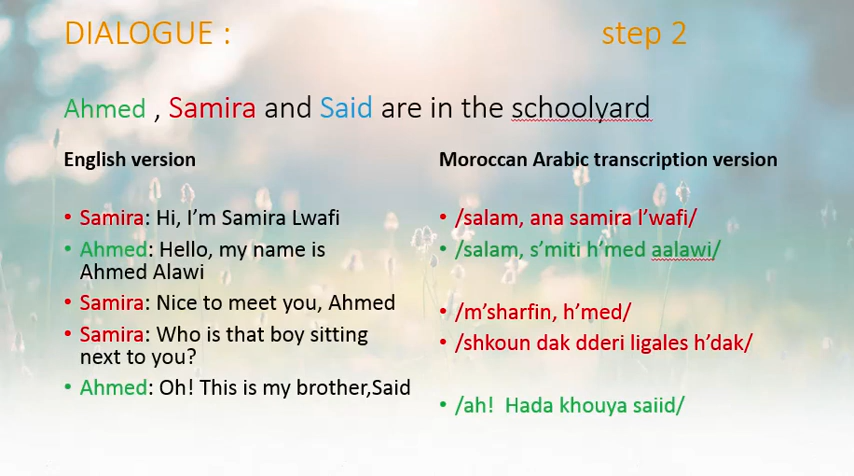 DIALOGUE :
step 2
Ahmed , Samira and Said are in the schoolyard
English version
• Samira: Hi, I’m Samira Lwafi
• Ahmed: Hello, my name is
Ahmed Alawi
• Samira: Nice to meet you, Ahmed
• Samira: Who is that boy sitting
next to you?
• Ahmed: Oh! This is my brother,Said
Moroccan Arabic transcription version
• /salam, ana samira l’wafi/
• /salam, s’miti h’med aalawi/
• /m’sharfin, h’med/
• /shkoun dak dderi ligales h’dak/
• /ah!  Hada khouya saiid/